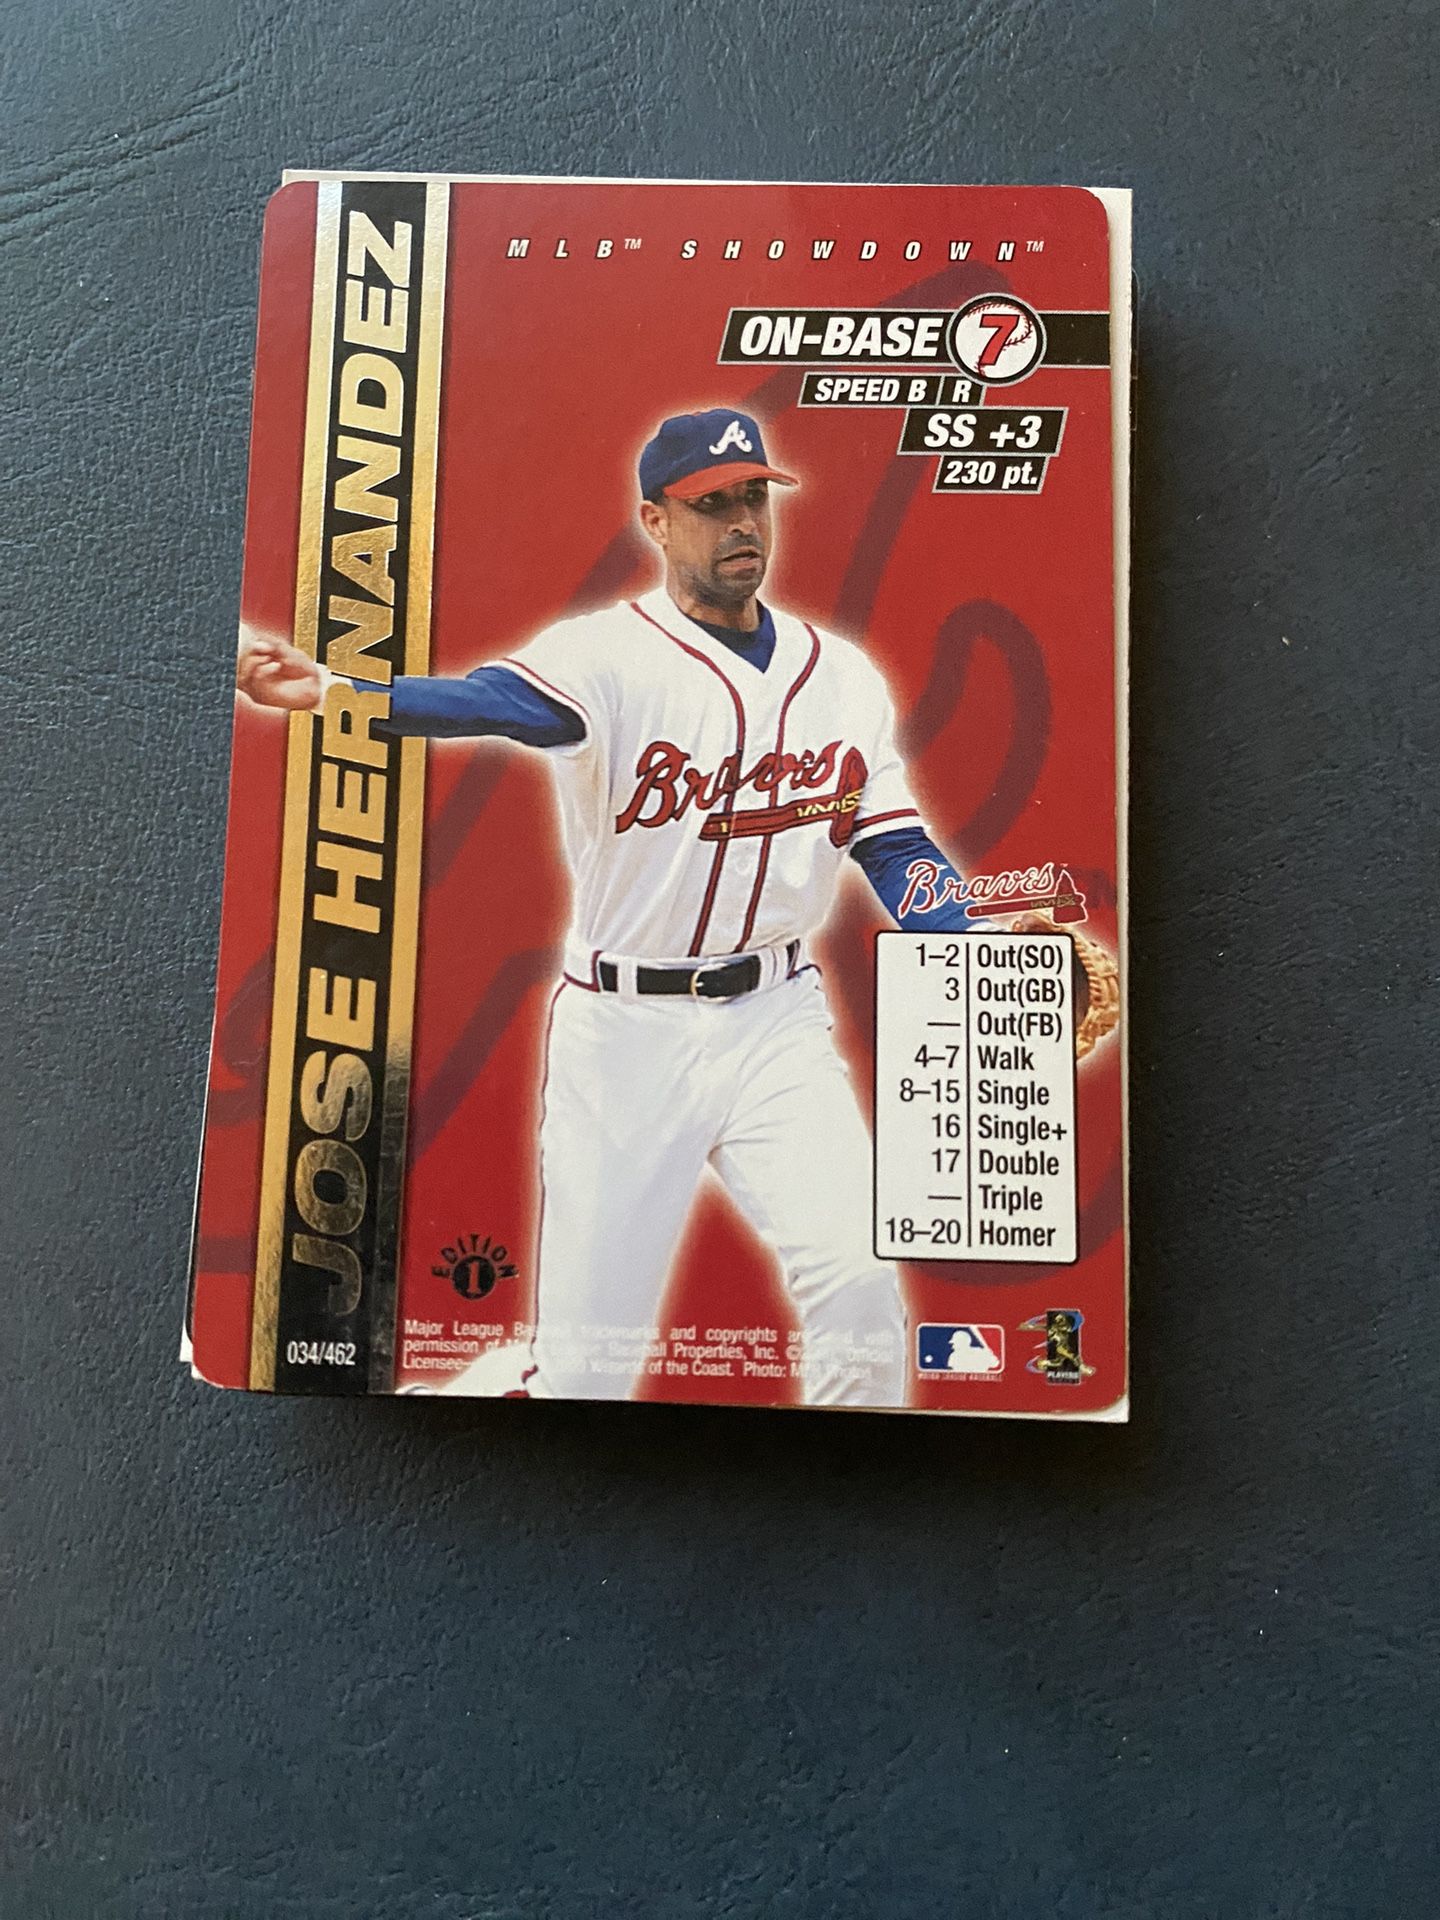 MLB™ SHOWDOWN™
ON-BASE 7
SPEED B R
SS +3
230 pt.
JOSE HERNANDEZ
A
Braves
Braves
1–2 Out(SO)
3 Out(GB)
— Out(FB)
4–7 Walk
8–15 Single
16 Single+
17 Double
— Triple
18–20 Homer
EDITION
1
034/462
Major League trademarks and copyrights
permission of Baseball Properties, Inc. Official
Licensee– Wizards of the Coast. Photo:
MAJOR LEAGUE BASEBALL
PLAYERS